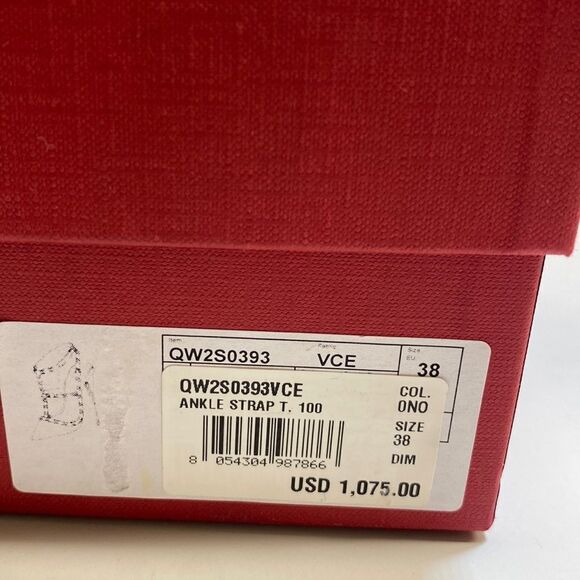 Item Fabric Size
EU
QW2S0393 VCE 38
QW2S0393VCE COL.
ANKLE STRAP T. 100 0NO
SIZE
38
8 054304 987866 DIM
USD 1,075.00